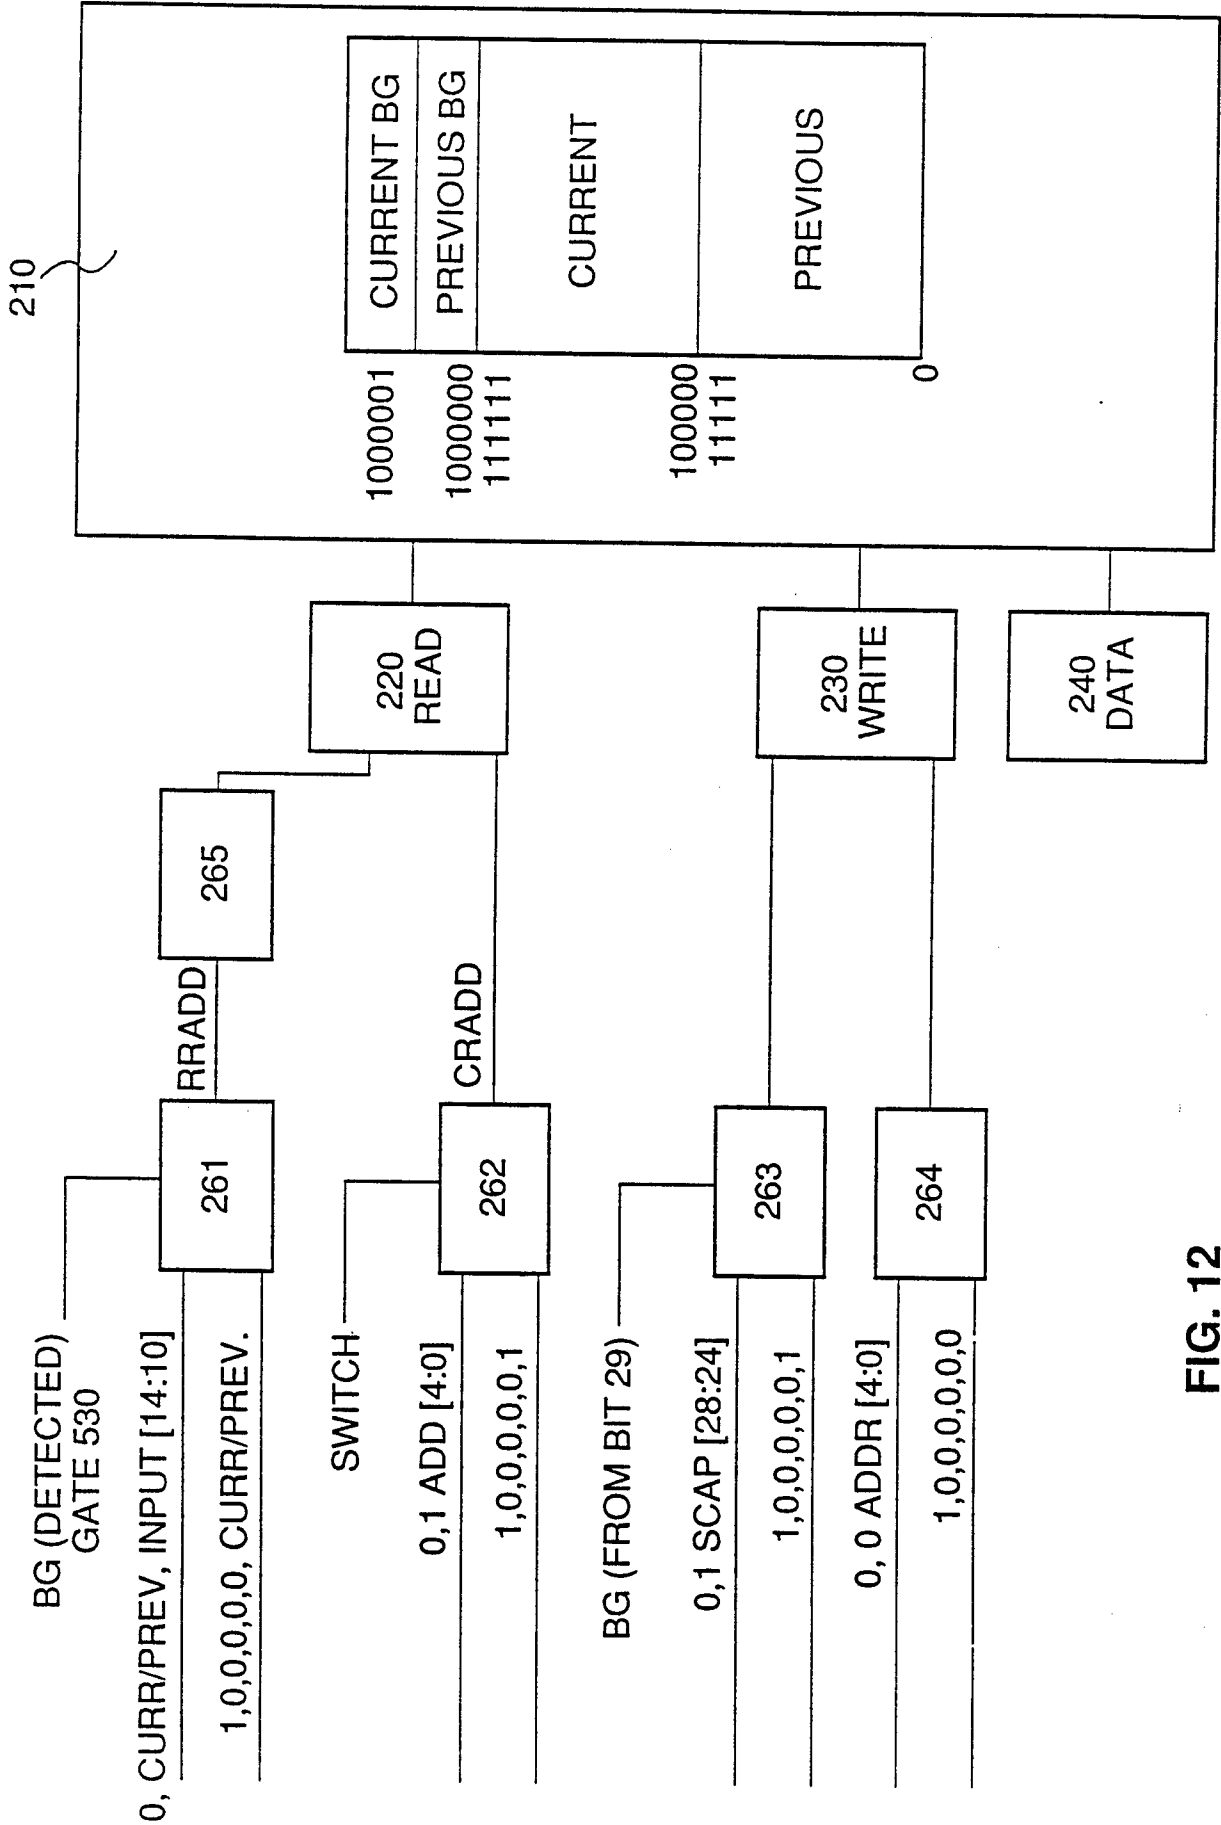 210
CURRENT BG
PREVIOUS BG
CURRENT
PREVIOUS
1000001
1000000
111111
100000
11111
0
220
READ
230
WRITE
240
DATA
265
RRADD
CRADD
261
262
263
264
BG (DETECTED)
GATE 530
0, CURR/PREV, INPUT [14:10]
1,0,0,0,0,0, CURR/PREV.
SWITCH
0,1 ADD [4:0]
1,0,0,0,0,0,1
BG (FROM BIT 29)
0,1 SCAP [28:24]
1,0,0,0,0,0,1
0, 0 ADDR [4:0]
1,0,0,0,0,0,0
FIG. 12